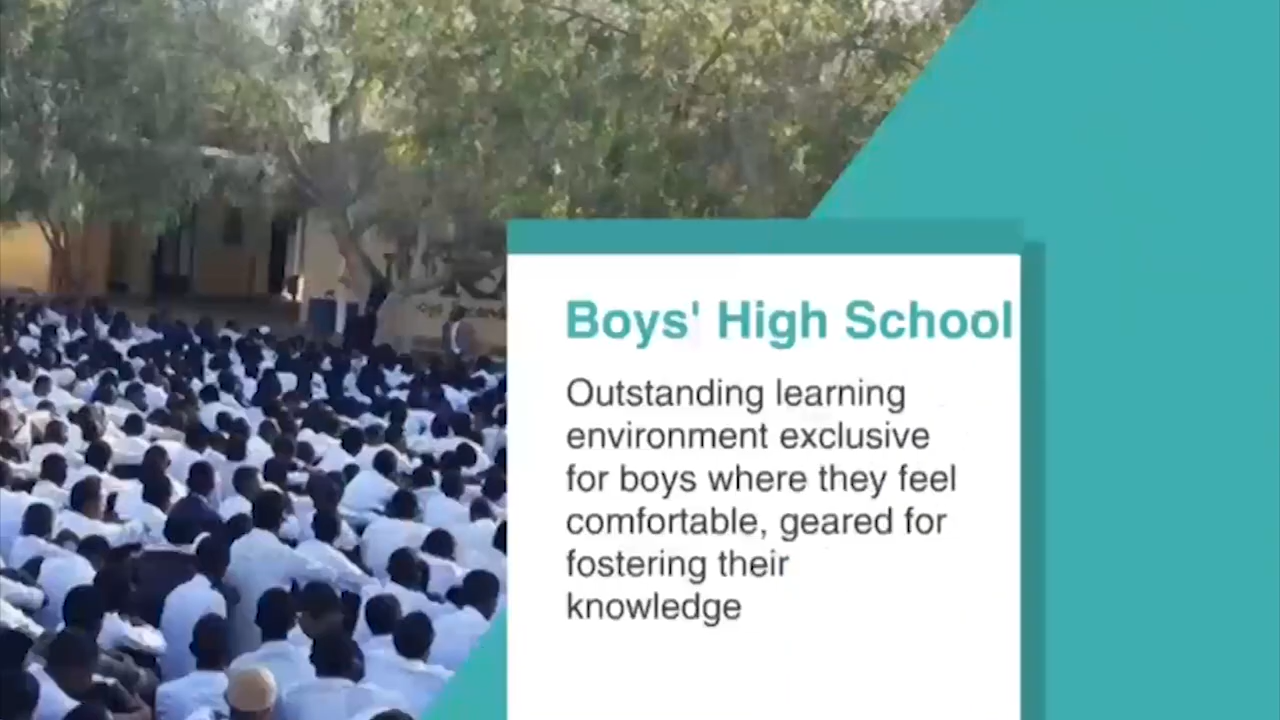 Boys' High School
Outstanding learning
environment exclusive
for boys where they feel
comfortable, geared for
fostering their
knowledge